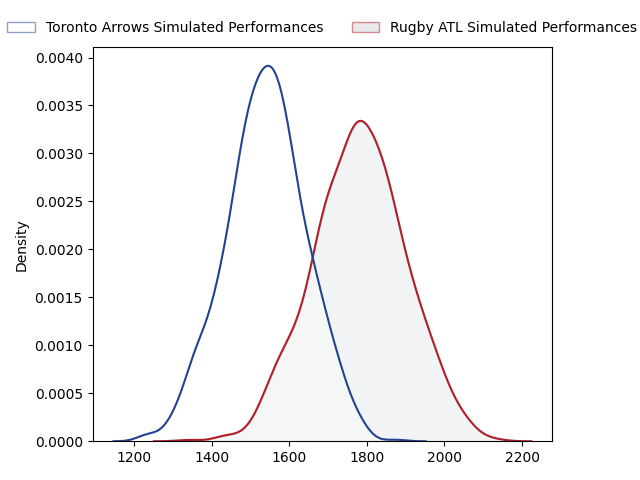 Toronto Arrows Simulated Performances
Rugby ATL Simulated Performances
0.0040
0.0035
0.0030
0.0025
0.0020
0.0015
0.0010
0.0005
0.0000
Density
1200 1400 1600 1800 2000 2200